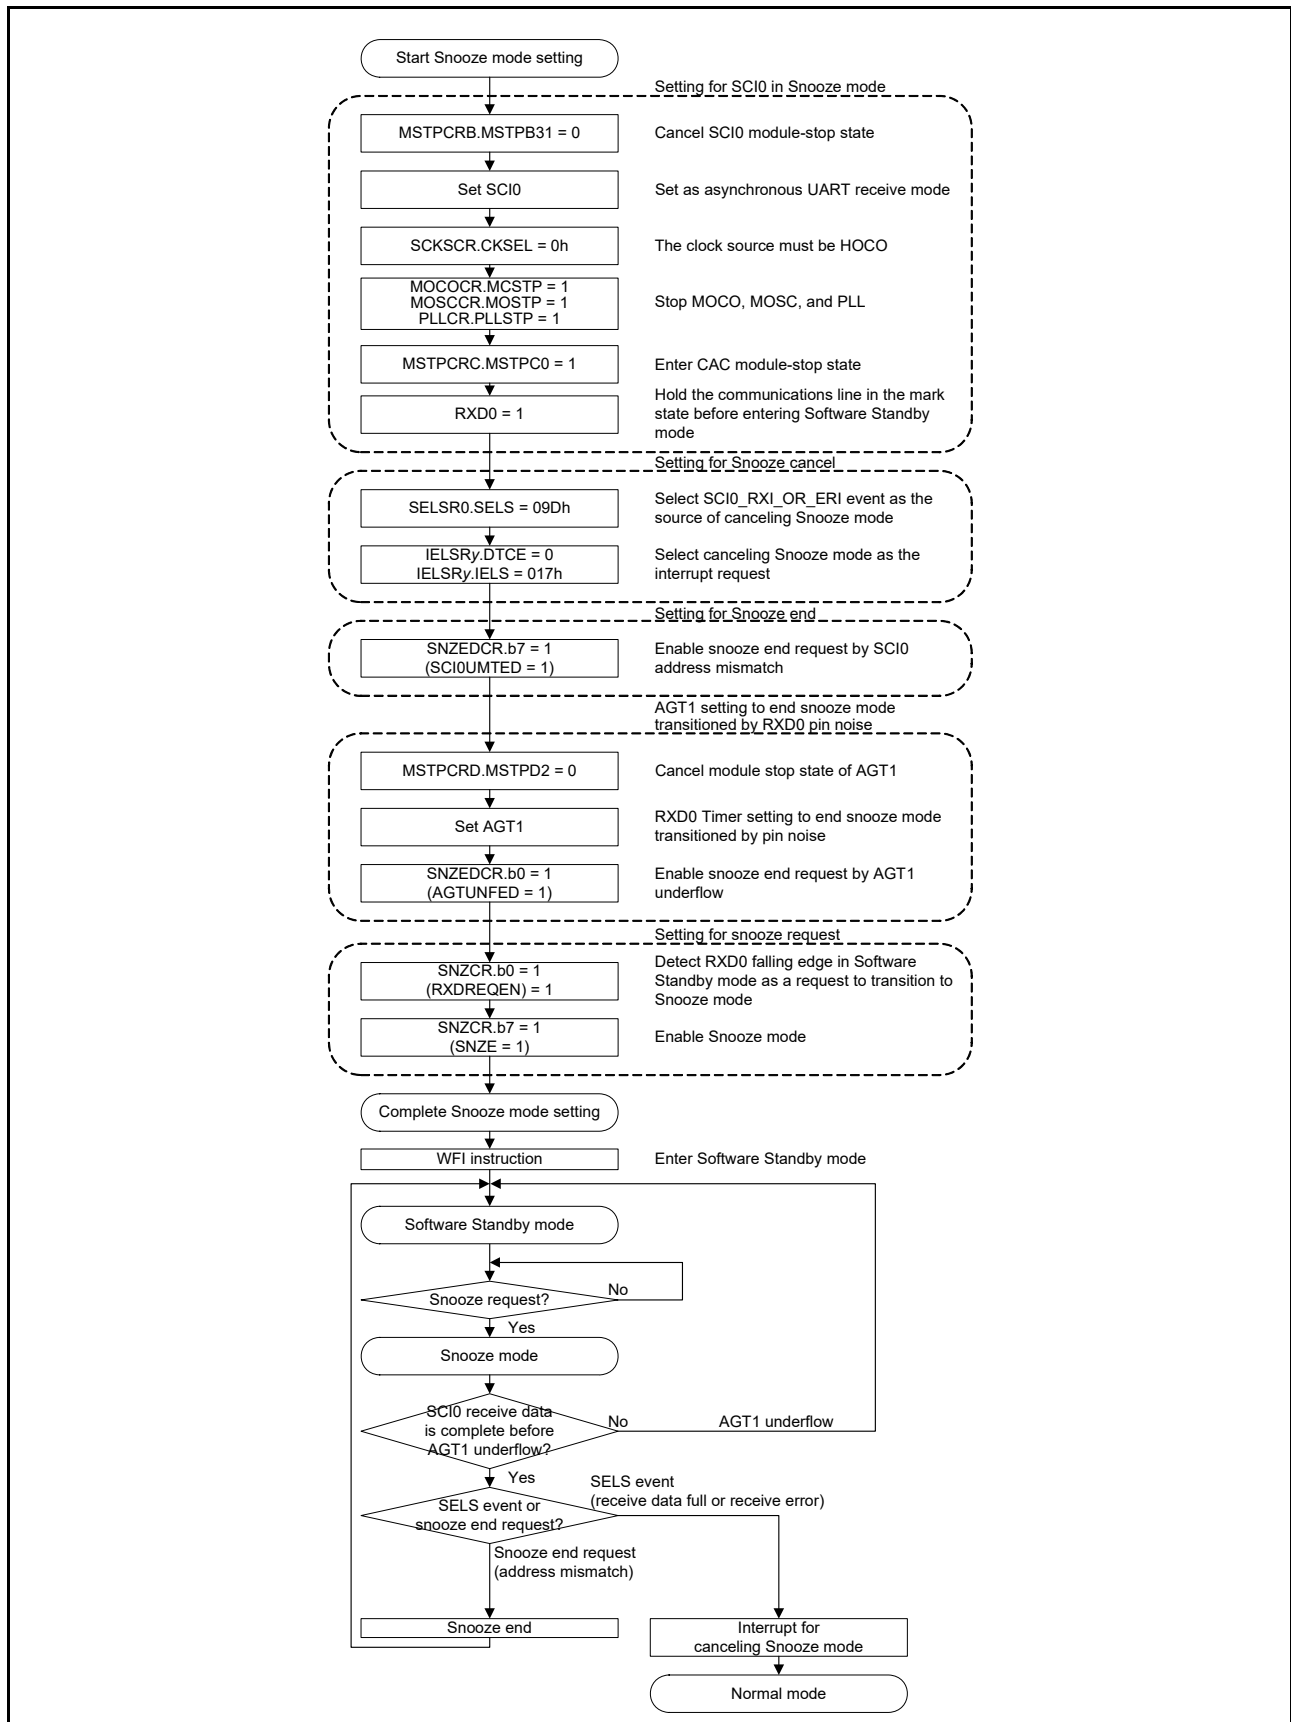 Start Snooze mode setting
Setting for SCI0 in Snooze mode
MSTPCRB.MSTPB31 = 0
Cancel SCI0 module-stop state
Set SCI0
Set as asynchronous UART receive mode
SCKSCR.CKSEL = 0h
The clock source must be HOCO
MOCOCR.MCSTP = 1
MOSCCR.MOSTP = 1
PLLCR.PLLSTP = 1
Stop MOCO, MOSC, and PLL
MSTPCRC.MSTPC0 = 1
Enter CAC module-stop state
RXD0 = 1
Hold the communications line in the mark
state before entering Software Standby
mode
Setting for Snooze cancel
SELSR0.SELS = 09Dh
Select SCI0_RXI_OR_ERI event as the
source of canceling Snooze mode
IELSRy.DTCE = 0
IELSRy.IELS = 017h
Select canceling Snooze mode as the
interrupt request
Setting for Snooze end
SNZEDCR.b7 = 1
(SCI0UMTED = 1)
Enable snooze end request by SCI0
address mismatch
AGT1 setting to end snooze mode
transitioned by RXD0 pin noise
MSTPCRD.MSTPD2 = 0
Cancel module stop state of AGT1
Set AGT1
RXD0 Timer setting to end snooze mode
transitioned by pin noise
SNZEDCR.b0 = 1
(AGTUNFED = 1)
Enable snooze end request by AGT1
underflow
Setting for snooze request
SNZCR.b0 = 1
(RXDREQEN) = 1
Detect RXD0 falling edge in Software
Standby mode as a request to transition to
Snooze mode
SNZCR.b7 = 1
(SNZE = 1)
Enable Snooze mode
Complete Snooze mode setting
WFI instruction
Enter Software Standby mode
Software Standby mode
Snooze request?
No
Yes
Snooze mode
SCI0 receive data
is complete before
AGT1 underflow?
No
AGT1 underflow
Yes
SELS event
(receive data full or receive error)
SELS event or
snooze end request?
Snooze end request
(address mismatch)
Snooze end
Interrupt for
canceling Snooze mode
Normal mode